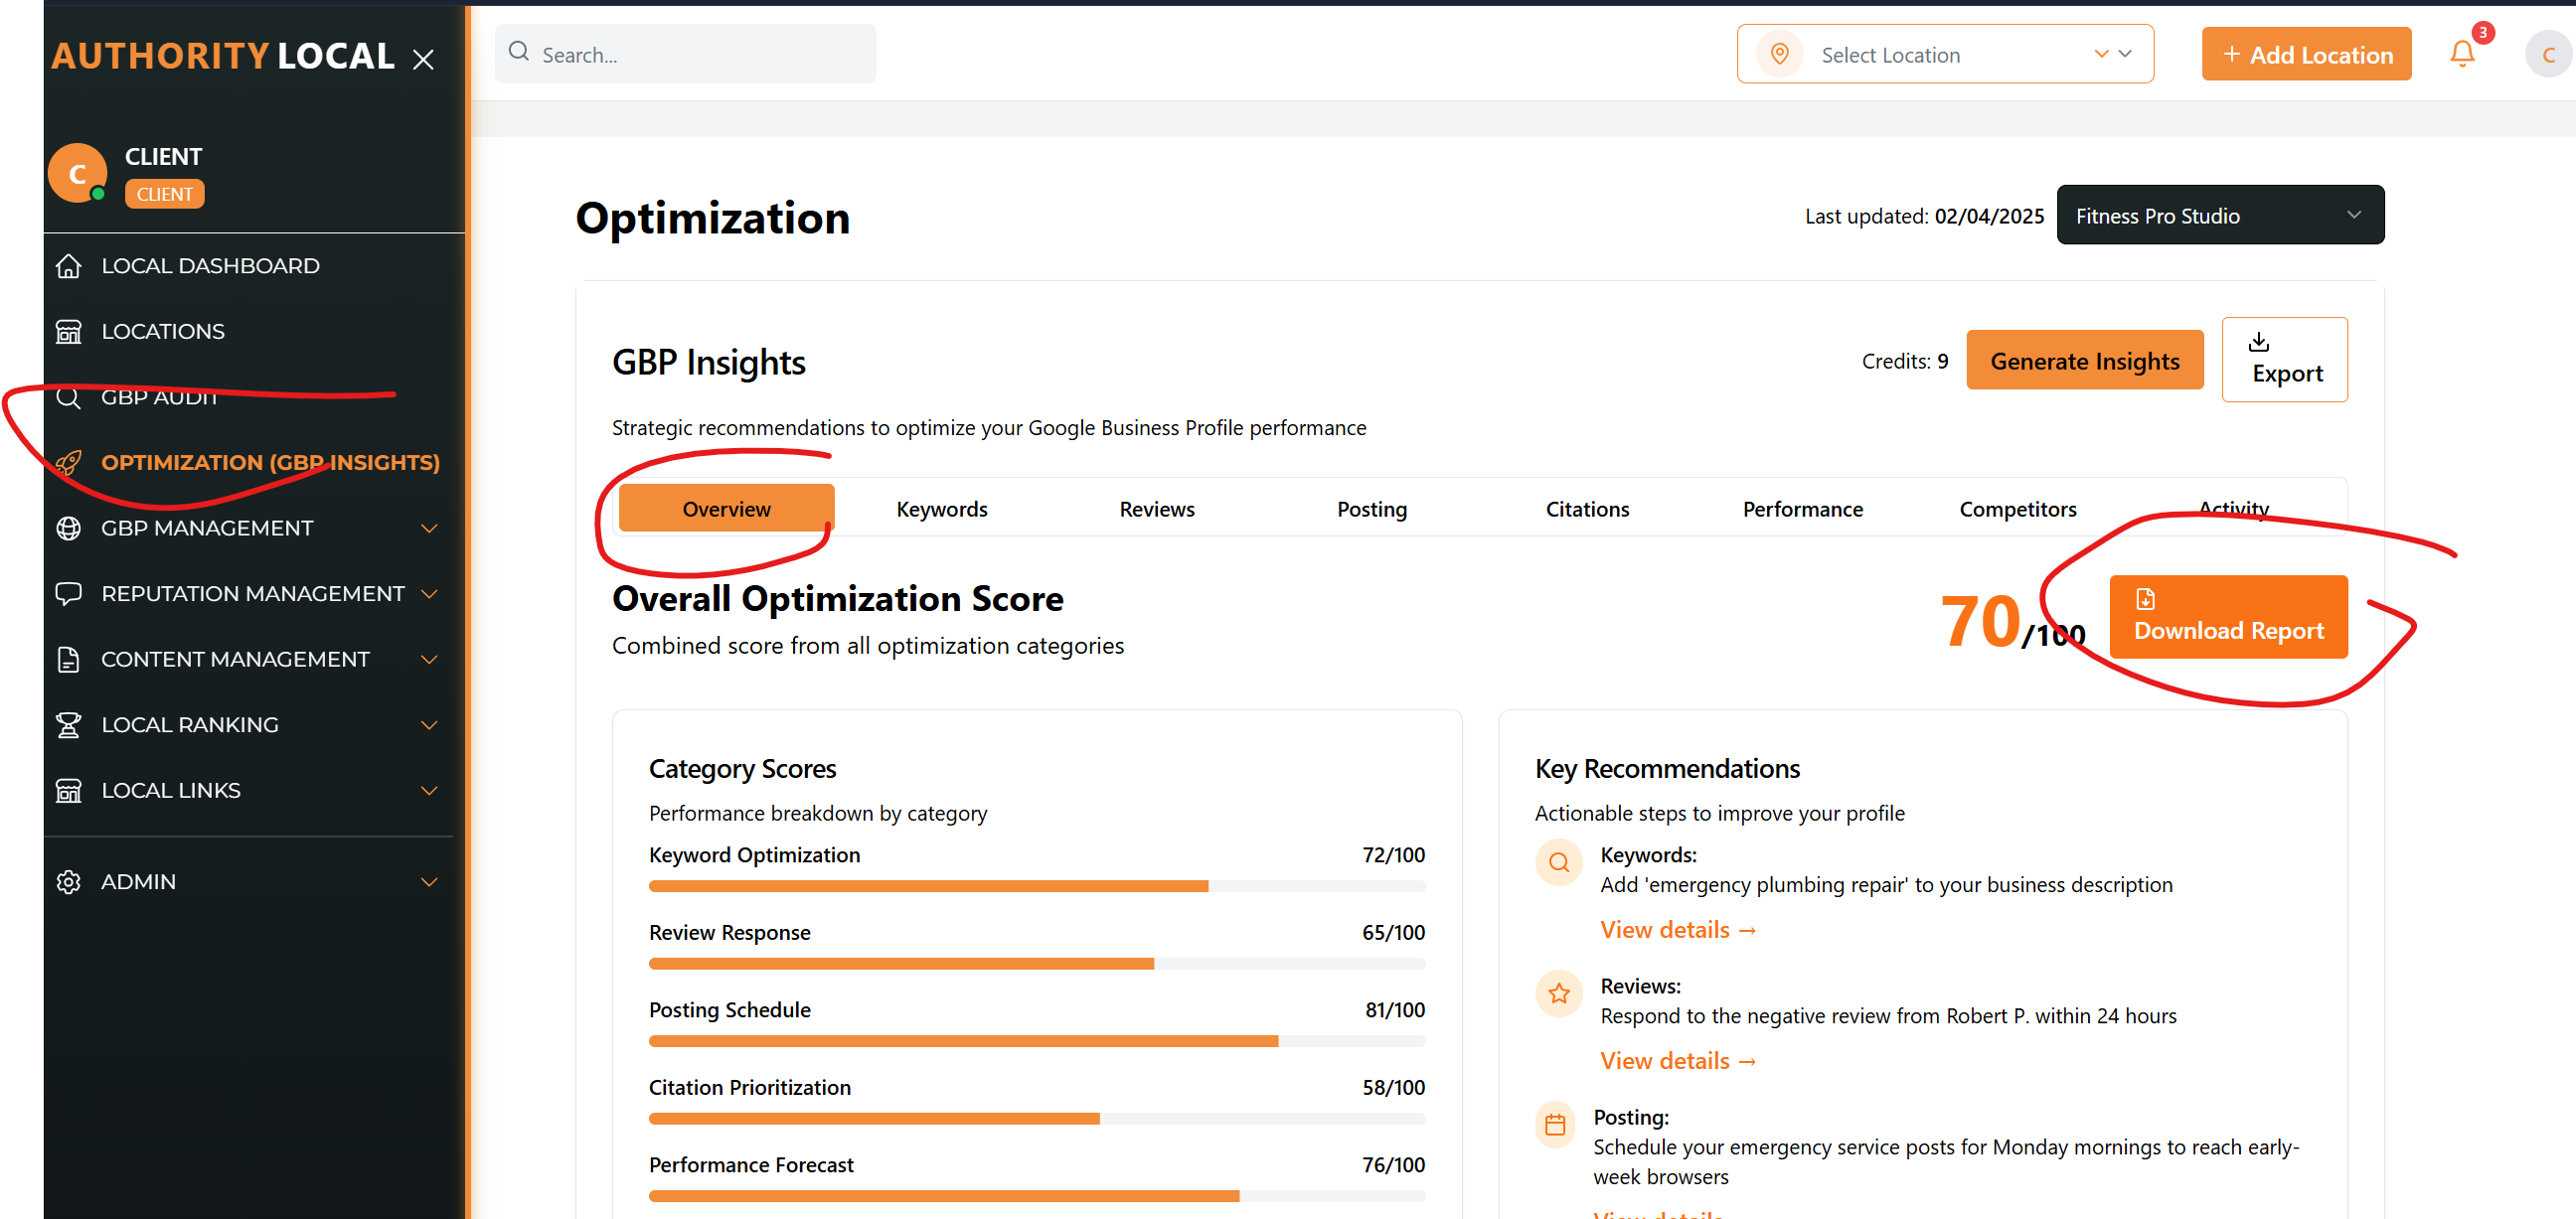 AUTHORITY LOCAL
Search...
Select Location
+ Add Location
3
C
C
CLIENT
CLIENT
LOCAL DASHBOARD
LOCATIONS
GBP AUDIT
OPTIMIZATION (GBP INSIGHTS)
GBP MANAGEMENT
REPUTATION MANAGEMENT
CONTENT MANAGEMENT
LOCAL RANKING
LOCAL LINKS
ADMIN
Optimization
Last updated: 02/04/2025
Fitness Pro Studio
GBP Insights
Credits: 9
Generate Insights
Export
Strategic recommendations to optimize your Google Business Profile performance
Overview
Keywords
Reviews
Posting
Citations
Performance
Competitors
Activity
Overall Optimization Score
Combined score from all optimization categories
70/100
Download Report
Category Scores
Performance breakdown by category
Keyword Optimization 72/100
Review Response 65/100
Posting Schedule 81/100
Citation Prioritization 58/100
Performance Forecast 76/100
Key Recommendations
Actionable steps to improve your profile
Keywords:
Add 'emergency plumbing repair' to your business description
View details →
Reviews:
Respond to the negative review from Robert P. within 24 hours
View details →
Posting:
Schedule your emergency service posts for Monday mornings to reach early-
week browsers
View details